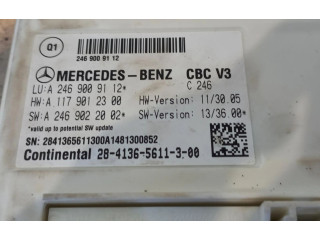 Q1
246 900 91 12
MERCEDES-BENZ CBC V3
LU:A 246 900 9112* C 246
HW:A 117 901 23 00 HW-Version: 11/30.05
SW:A 246 902 20 02* SW-Version: 13/36.00*
*valid up to potential SW update
SN: 2841365611300A1481300852
Continental 28-4136-5611-3-00